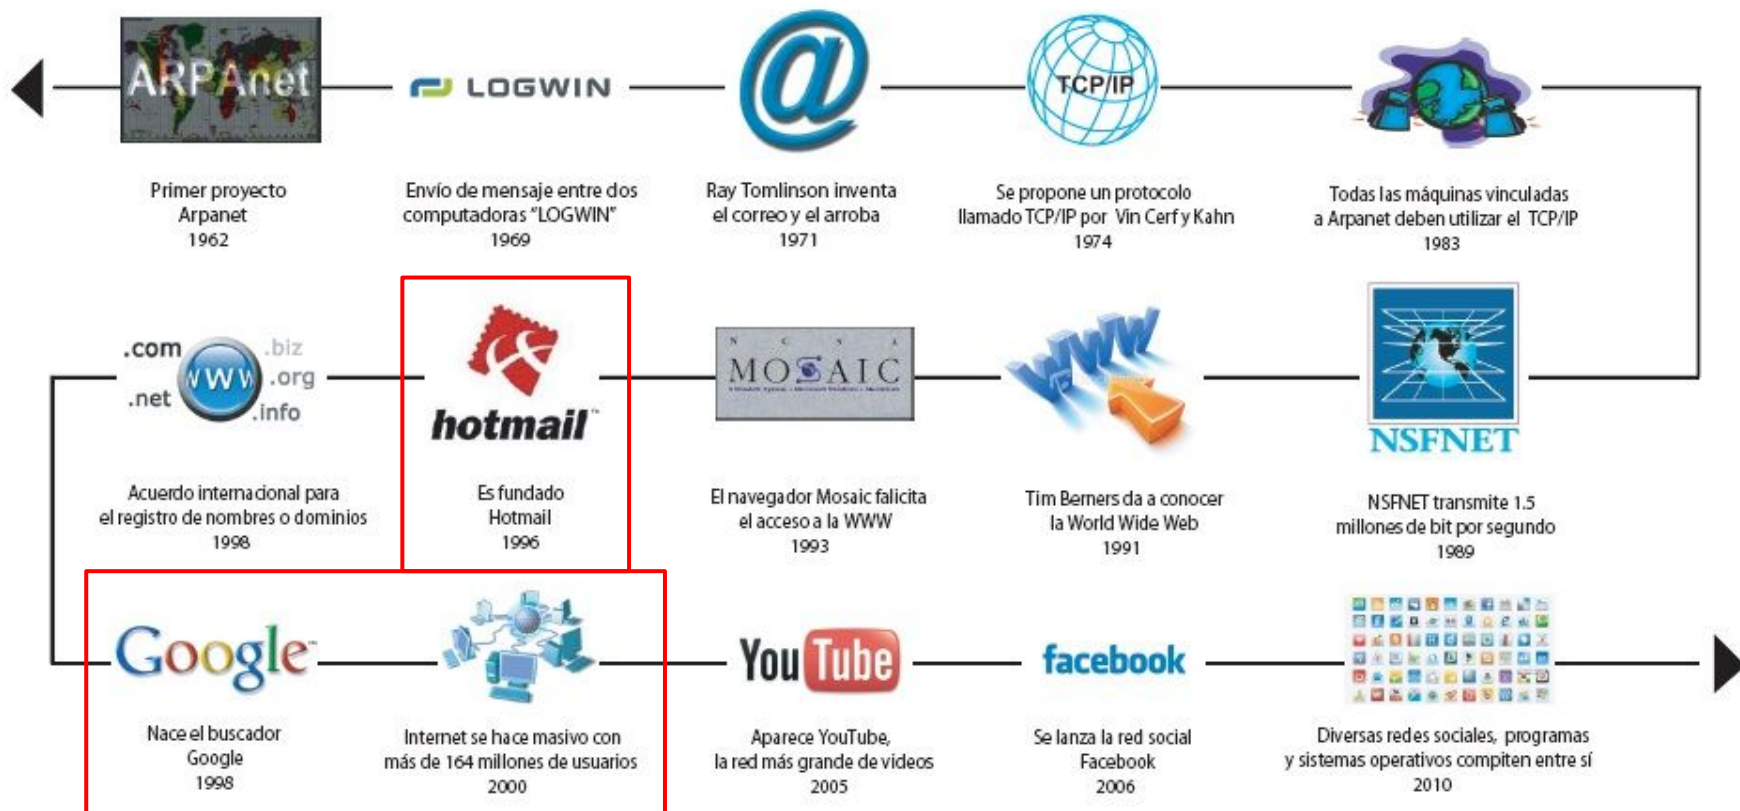 ARPAnet
LOGWIN
@
TCP/IP
Primer proyecto
Arpanet
1962
Envío de mensaje entre dos
computadoras "LOGWIN"
1969
Ray Tomlinson inventa
el correo y el arroba
1971
Se propone un protocolo
llamado TCP/IP por Vin Cerf y Kahn
1974
Todas las máquinas vinculadas
a Arpanet deben utilizar el TCP/IP
1983
.com
.net
WWW
.biz
.org
.info
hotmail™
NCSA
MOSAIC
WWW
NSFNET
Acuerdo internacional para
el registro de nombres o dominios
1998
Es fundado
Hotmail
1996
El navegador Mosaic falicita
el acceso a la WWW
1993
Tim Berners da a conocer
la World Wide Web
1991
NSFNET transmite 1.5
millones de bit por segundo
1989
Google™
YouTube
facebook
Nace el buscador
Google
1998
Internet se hace masivo con
más de 164 millones de usuarios
2000
Aparece YouTube,
la red más grande de videos
2005
Se lanza la red social
Facebook
2006
Diversas redes sociales, programas
y sistemas operativos compiten entre sí
2010